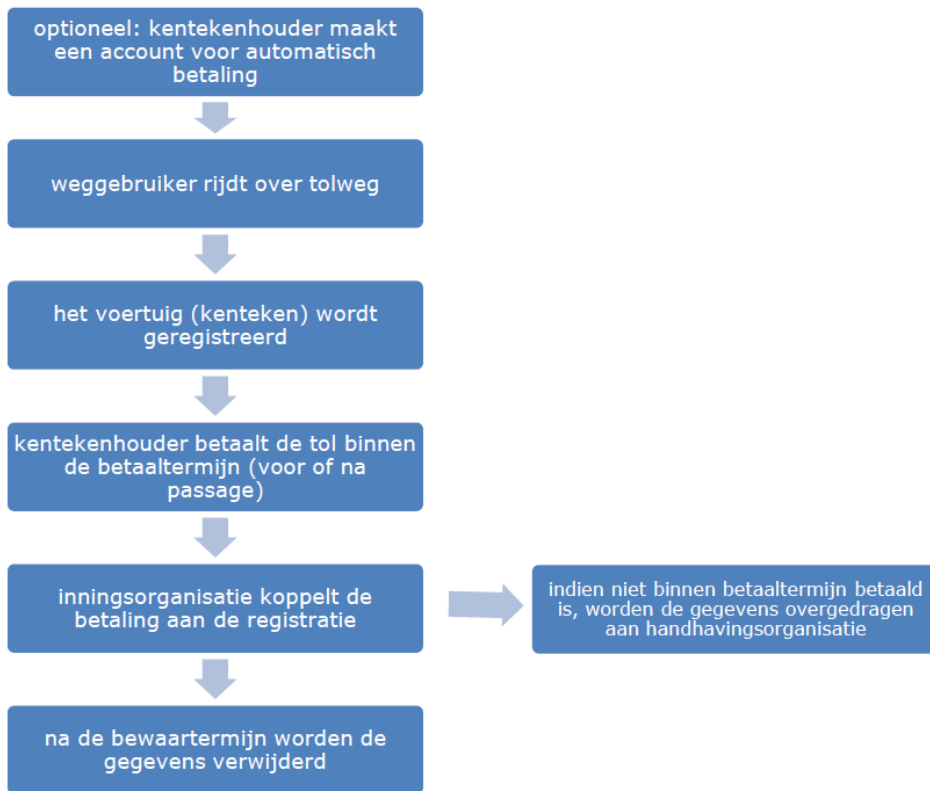 optioneel: kentekenhouder maakt
een account voor automatisch
betaling
weggebruiker rijdt over tolweg
het voertuig (kenteken) wordt
geregistreerd
kentekenhouder betaalt de tol binnen
de betaaltermijn (voor of na
passage)
inningsorganisatie koppelt de
betaling aan de registratie
indien niet binnen betaaltermijn betaald
is, worden de gegevens overgedragen
aan handhavingsorganisatie
na de bewaartermijn worden de
gegevens verwijderd